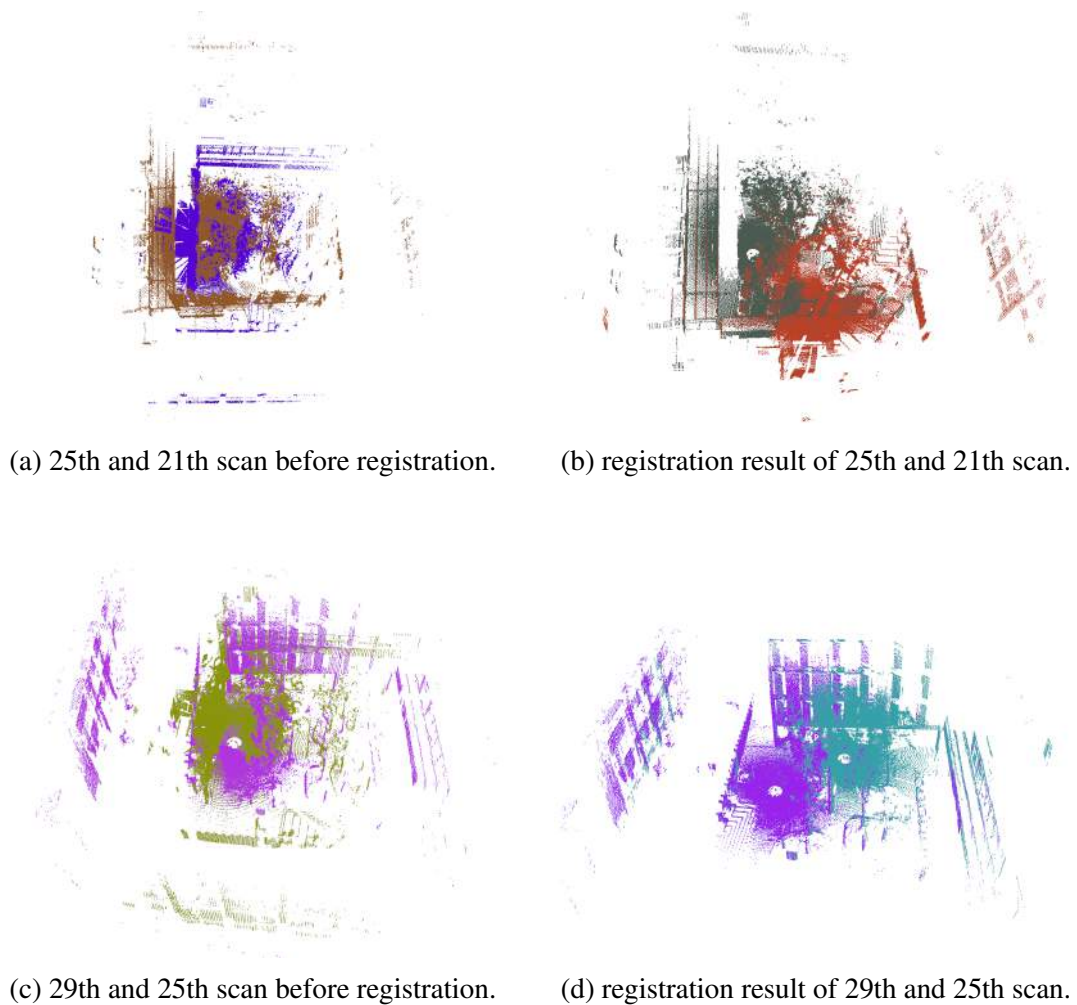 (a) 25th and 21th scan before registration.
(b) registration result of 25th and 21th scan.
(c) 29th and 25th scan before registration.
(d) registration result of 29th and 25th scan.